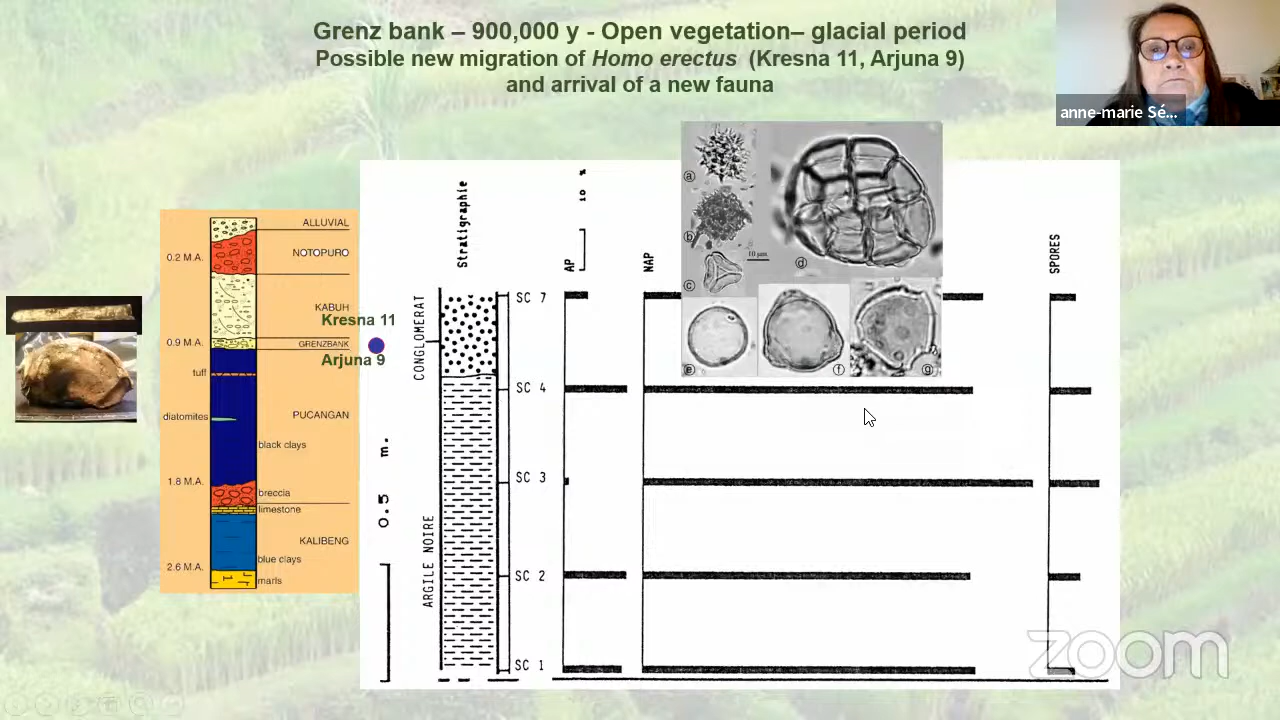 Grenz bank – 900,000 y - Open vegetation– glacial period
Possible new migration of Homo erectus (Kresna 11, Arjuna 9)
and arrival of a new fauna
anne-marie Sé...
ALLUVIAL
0.2 M.A.
NOTOPURO
KABUH
Kresna 11
0.9 M.A.
GRENZBANK
Arjuna 9
tuff
diatomites
PUCANGAN
black clays
1.8 M.A.
breccia
limestone
KALIBENG
blue clays
2.6 M.A.
marls
0.5 m.
Stratigraphie
CONGLOMERAT
ARGILE NOIRE
SC 7
SC 4
SC 3
SC 2
SC 1
10 %
AP
NAP
SPORES
a
b
c
d
10 µm
e
f
g
zoom